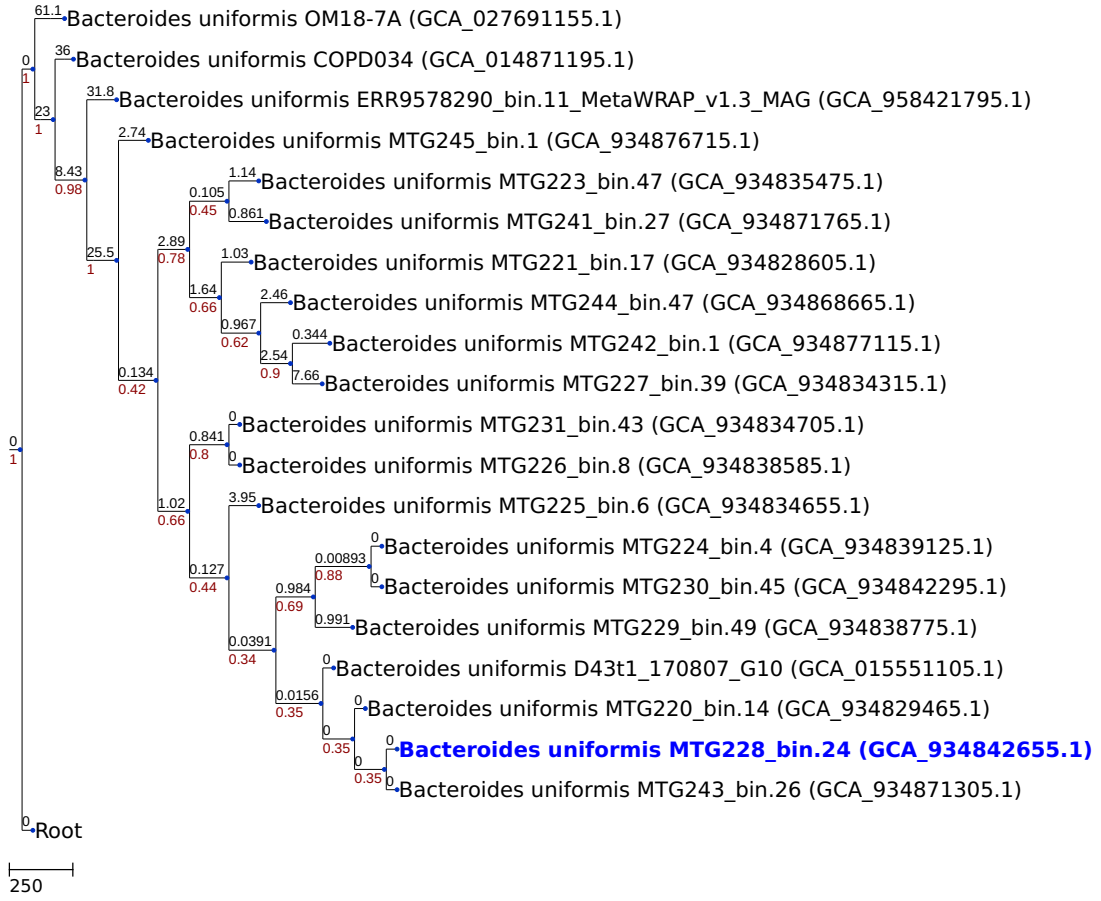 61.1
Bacteroides uniformis OM18-7A (GCA_027691155.1)
36
Bacteroides uniformis COPD034 (GCA_014871195.1)
0
1
31.8
Bacteroides uniformis ERR9578290_bin.11_MetaWRAP_v1.3_MAG (GCA_958421795.1)
23
1
2.74
Bacteroides uniformis MTG245_bin.1 (GCA_934876715.1)
8.43
0.98
1.14
Bacteroides uniformis MTG223_bin.47 (GCA_934835475.1)
0.105
0.45
0.861
Bacteroides uniformis MTG241_bin.27 (GCA_934871765.1)
2.89
0.78
25.5
1
1.03
Bacteroides uniformis MTG221_bin.17 (GCA_934828605.1)
1.64
0.66
2.46
Bacteroides uniformis MTG244_bin.47 (GCA_934868665.1)
0.967
0.62
0.344
Bacteroides uniformis MTG242_bin.1 (GCA_934877115.1)
2.54
0.9
0.134
0.42
7.66
Bacteroides uniformis MTG227_bin.39 (GCA_934834315.1)
0
Bacteroides uniformis MTG231_bin.43 (GCA_934834705.1)
0.841
0.8
0
1
0
Bacteroides uniformis MTG226_bin.8 (GCA_934838585.1)
1.02
0.66
3.95
Bacteroides uniformis MTG225_bin.6 (GCA_934834655.1)
0
Bacteroides uniformis MTG224_bin.4 (GCA_934839125.1)
0.00893
0.88
0.127
0.44
0
Bacteroides uniformis MTG230_bin.45 (GCA_934842295.1)
0.984
0.69
0.991
Bacteroides uniformis MTG229_bin.49 (GCA_934838775.1)
0.0391
0.34
0
Bacteroides uniformis D43t1_170807_G10 (GCA_015551105.1)
0.0156
0.35
0
Bacteroides uniformis MTG220_bin.14 (GCA_934829465.1)
0
0.35
0
Bacteroides uniformis MTG228_bin.24 (GCA_934842655.1)
0
0.35
0
Bacteroides uniformis MTG243_bin.26 (GCA_934871305.1)
0
Root
250